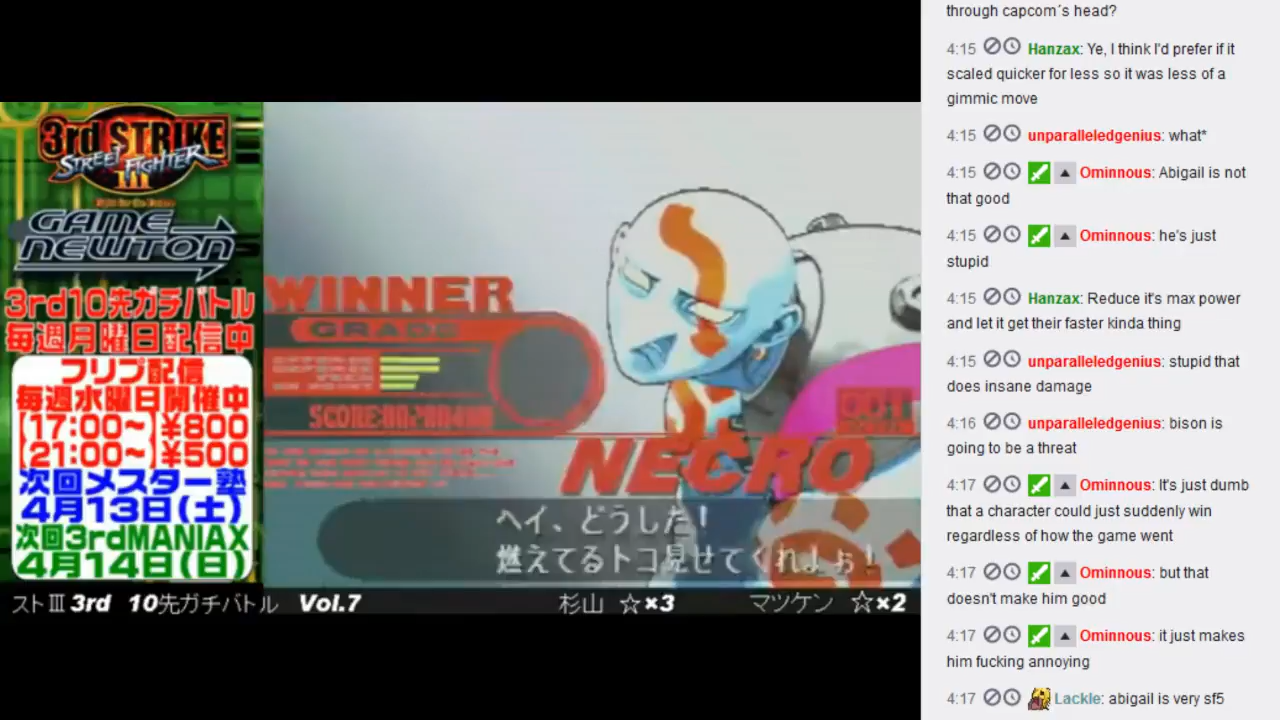 3rd STRIKE
STREET FIGHTER
III
GAME
NEWTON
3rd10先ガチバトル
毎週月曜日配信中
フリプ配信
毎週水曜日開催中
(17:00~)¥800
(21:00~)¥500
次回メスター塾
4月13日(土)
次回3rdMANIAX
4月14日(日)
WINNER
GRADE
NECRO
ヘイ、どうした!
燃えてるトコ見せてくれよぉ!
ストⅢ 3rd 10先ガチバトル Vol.7 杉山 ☆×3 マツケン ☆×2
through capcom´s head?
4:15 Hanzax: Ye, I think I'd prefer if it
scaled quicker for less so it was less of a
gimmic move
4:15 unparalleledgenius: what*
4:15 Ominnous: Abigail is not
that good
4:15 Ominnous: he's just
stupid
4:15 Hanzax: Reduce it's max power
and let it get their faster kinda thing
4:15 unparalleledgenius: stupid that
does insane damage
4:16 unparalleledgenius: bison is
going to be a threat
4:17 Ominnous: It's just dumb
that a character could just suddenly win
regardless of how the game went
4:17 Ominnous: but that
doesn't make him good
4:17 Ominnous: it just makes
him fucking annoying
4:17 Lackle: abigail is very sf5